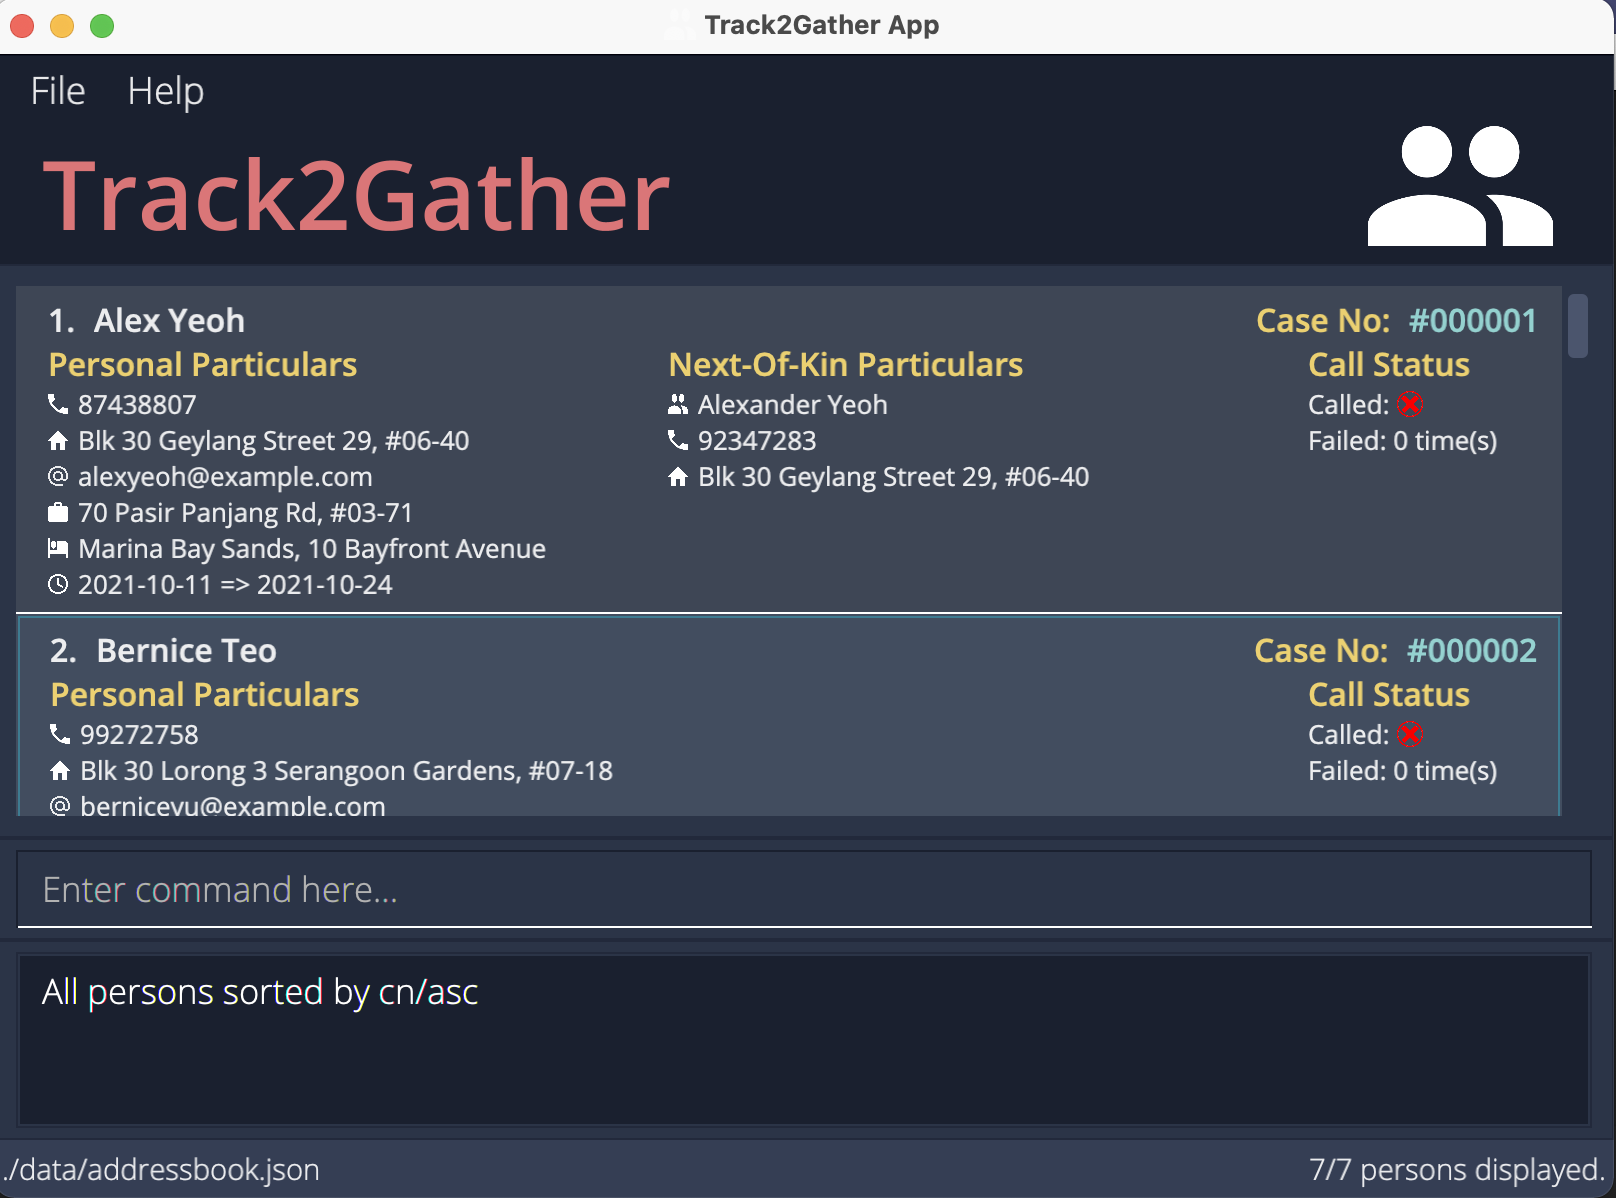 Track2Gather App
File Help
Track2Gather
1. Alex Yeoh Case No: #000001
Personal Particulars Next-Of-Kin Particulars Call Status
87438807 Alexander Yeoh Called:
Blk 30 Geylang Street 29, #06-40 92347283 Failed: 0 time(s)
@ alexyeoh@example.com Blk 30 Geylang Street 29, #06-40
70 Pasir Panjang Rd, #03-71
Marina Bay Sands, 10 Bayfront Avenue
2021-10-11 => 2021-10-24
2. Bernice Teo Case No: #000002
Personal Particulars Call Status
99272758 Called:
Blk 30 Lorong 3 Serangoon Gardens, #07-18 Failed: 0 time(s)
@ berniceyu@example.com
Enter command here...
All persons sorted by cn/asc
./data/addressbook.json 7/7 persons displayed.